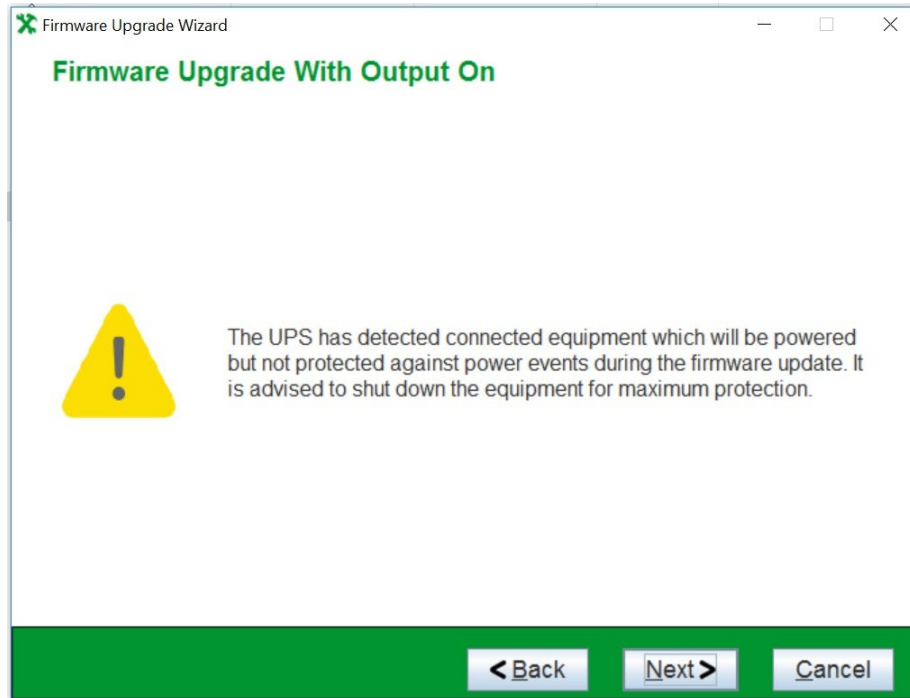 Firmware Upgrade Wizard
Firmware Upgrade With Output On
The UPS has detected connected equipment which will be powered
but not protected against power events during the firmware update. It
is advised to shut down the equipment for maximum protection.
< Back
Next >
Cancel